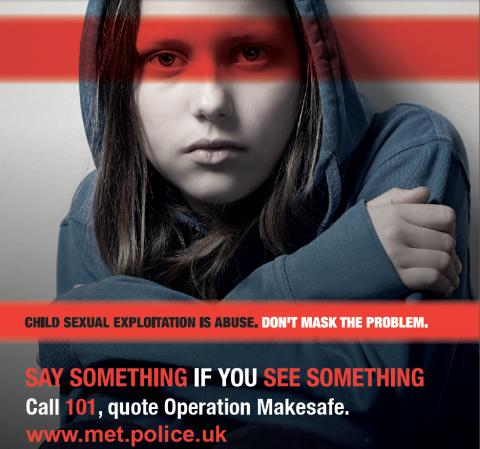 CHILD SEXUAL EXPLOITATION IS ABUSE. DON'T MASK THE PROBLEM.
SAY SOMETHING IF YOU SEE SOMETHING
Call 101, quote Operation Makesafe.
www.met.police.uk